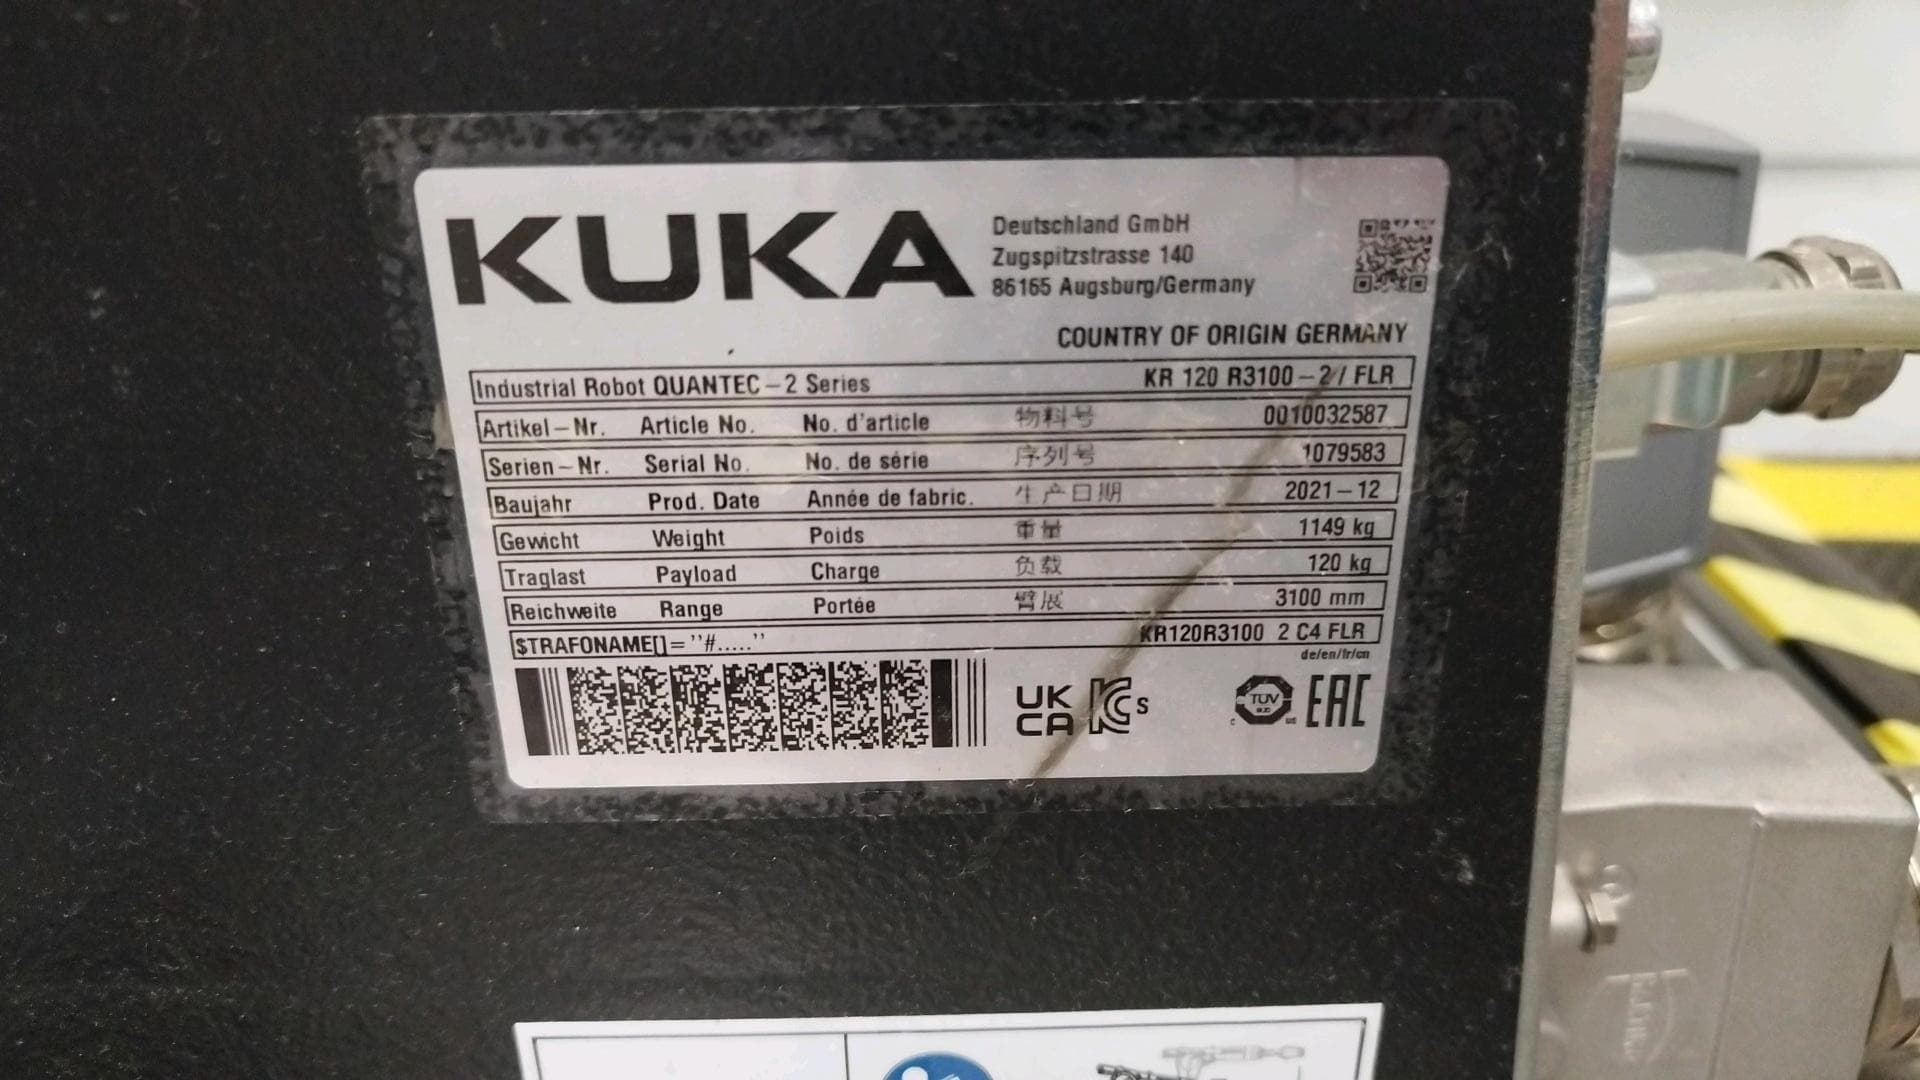 KUKA
Deutschland GmbH
Zugspitzstrasse 140
86165 Augsburg/Germany
COUNTRY OF ORIGIN GERMANY
Industrial Robot QUANTEC-2 Series KR 120 R3100-2 / FLR
Artikel-Nr. Article No. No. d'article 物料号 0010032587
Serien-Nr. Serial No. No. de série 序列号 1079583
Baujahr Prod. Date Année de fabric. 生产日期 2021-12
Gewicht Weight Poids 重量 1149 kg
Traglast Payload Charge 负载 120 kg
Reichweite Range Portée 臂展 3100 mm
$TRAFONAME[]=''#.....'' KR120R3100 2 C4 FLR
de/en/fr/cn
UK
CA
KCs
TÜV
EAC